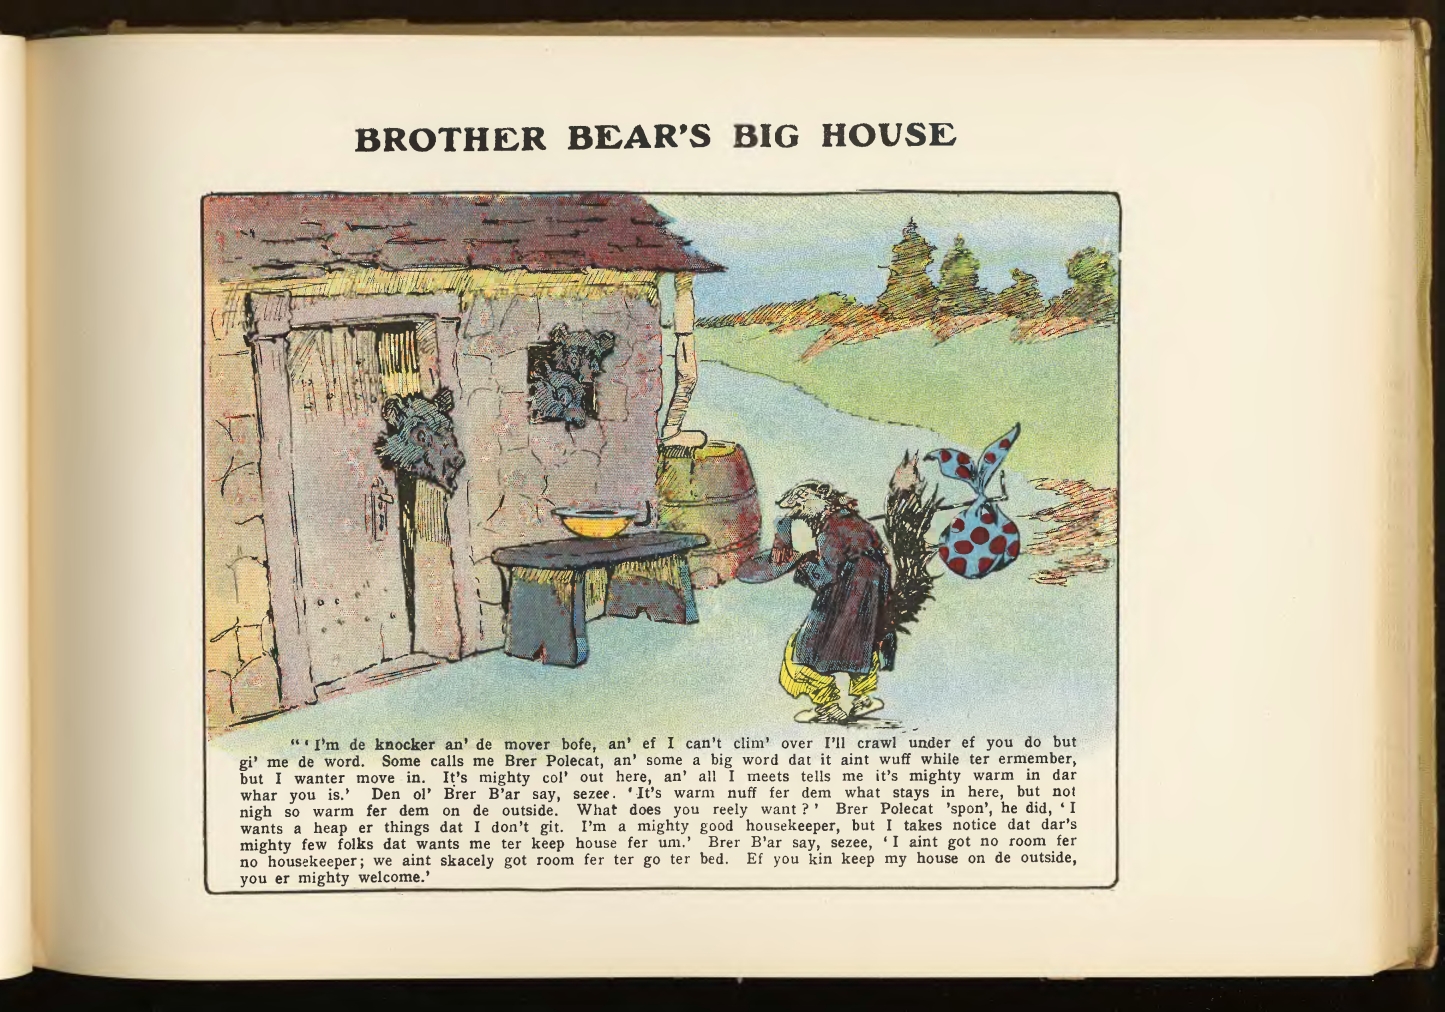 BROTHER BEAR'S BIG HOUSE
"'I'm de knocker an' de mover bofe, an' ef I can't clim' over I'll crawl under ef you do but
gi' me de word. Some calls me Brer Polecat, an' some a big word dat it aint wuff while ter ermember,
but I wanter move in. It's mighty col' out here, an' all I meets tells me it's mighty warm in dar
whar you is.' Den ol' Brer B'ar say, sezee. 'It's warm nuff fer dem what stays in here, but not
nigh so warm fer dem on de outside. What does you reely want?' Brer Polecat 'spon', he did, 'I
wants a heap er things dat I don't git. I'm a mighty good housekeeper, but I takes notice dat dar's
mighty few folks dat wants me ter keep house fer um.' Brer B'ar say, sezee, 'I aint got no room fer
no housekeeper; we aint skacely got room fer ter go ter bed. Ef you kin keep my house on de outside,
you er mighty welcome.'